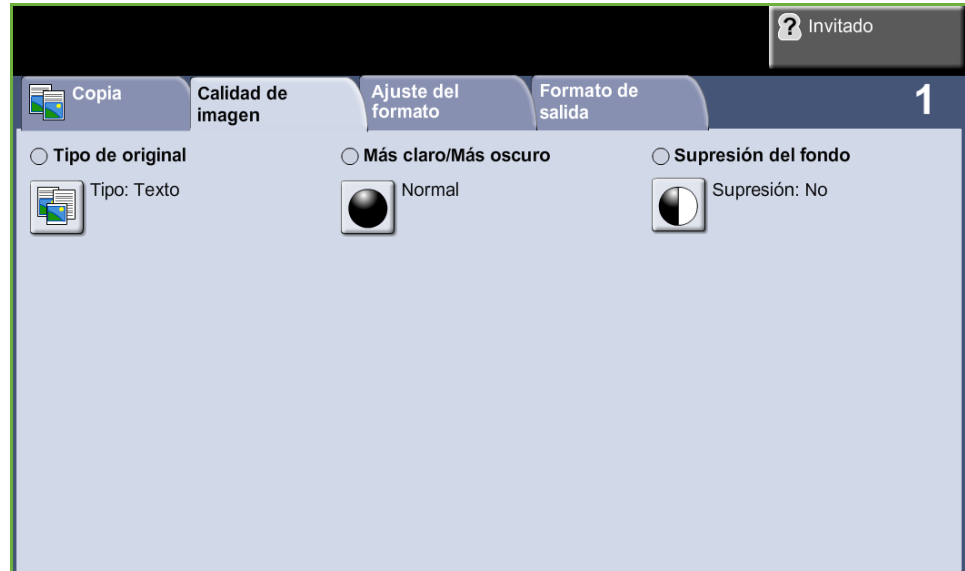 Invitado
Copia
Calidad de
imagen
Ajuste del
formato
Formato de
salida
1
Tipo de original
Tipo: Texto
Más claro/Más oscuro
Normal
Supresión del fondo
Supresión: No